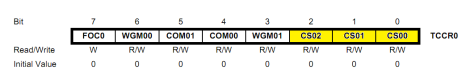 Bit 7 6 5 4 3 2 1 0
FOC0 WGM00 COM01 COM00 WGM01 CS02 CS01 CS00 TCCR0
Read/Write W R/W R/W R/W R/W R/W R/W R/W
Initial Value 0 0 0 0 0 0 0 0